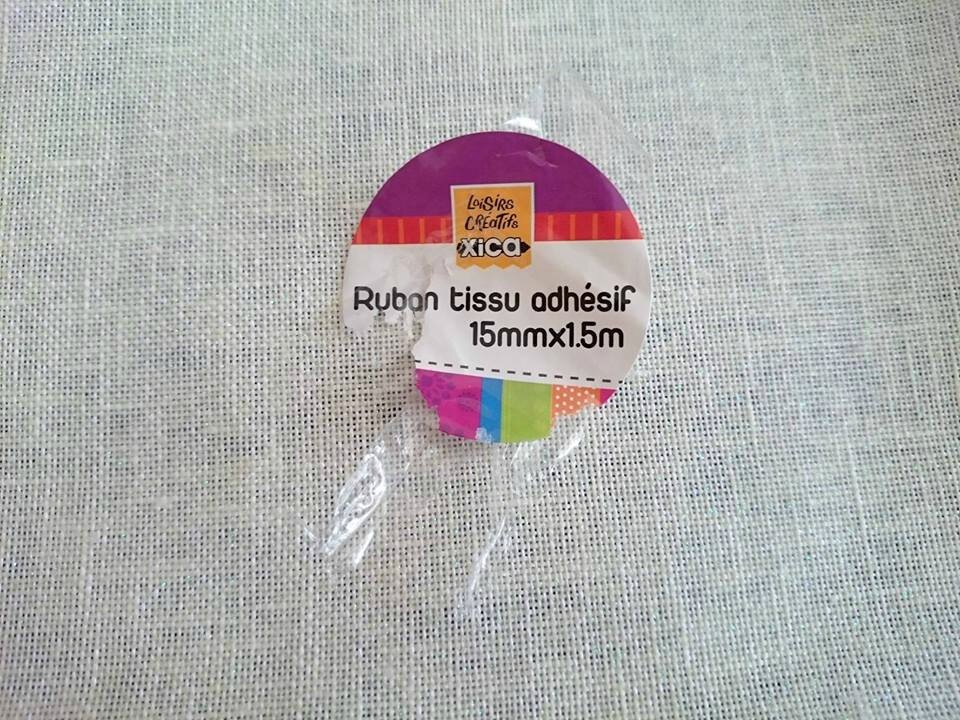 LOiSiRS
CRÉATifs
xica
Ruban tissu adhésif
15mmx1.5m